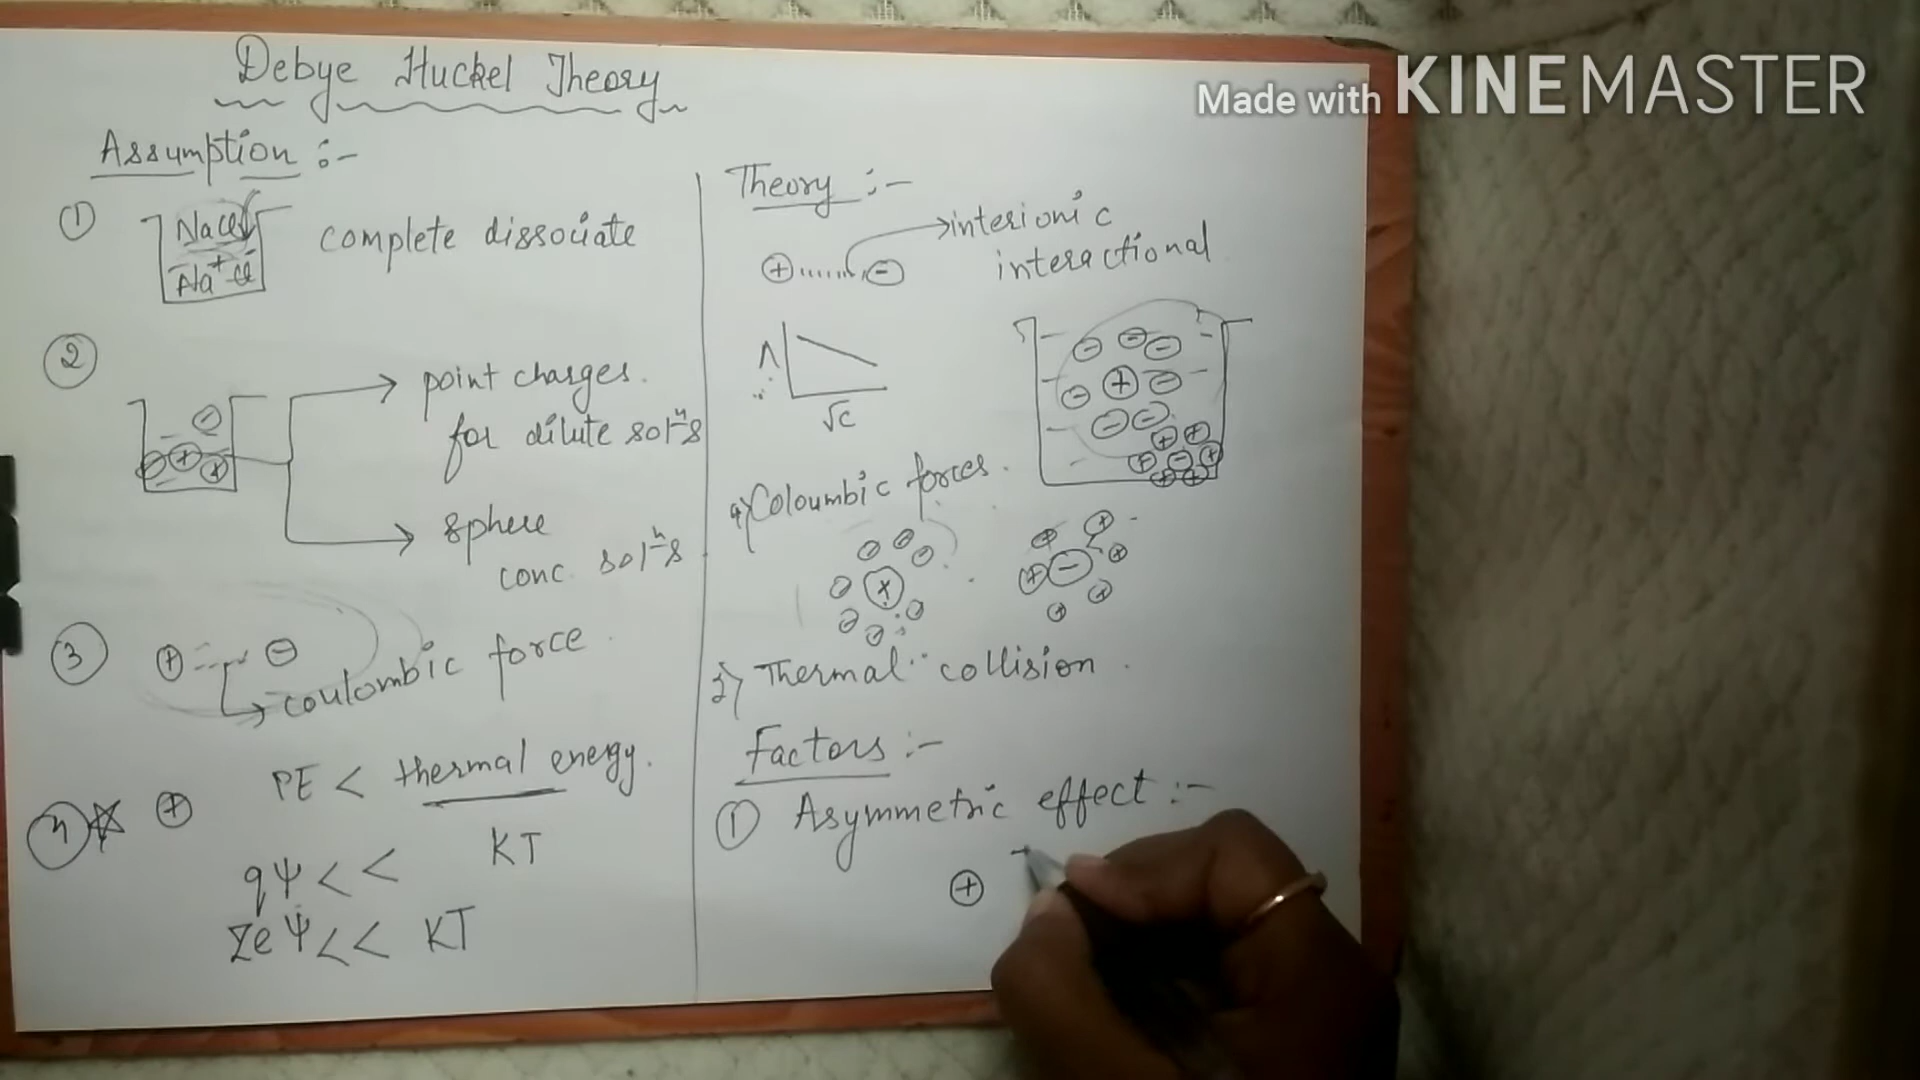 Debye Huckel Theory
Assumption :-
① NaCl complete dissociate
Na+ Cl-
②
point charges.
for dilute solns
sphere
conc. solns
③ + -
coulombic force
PE < thermal energy.
④ +
qψ << KT
Zeψ << KT
Theory :-
interionic
+ ...... - interactional
Λ
√c
Coloumbic forces.
2) Thermal collision.
Factors :-
① Asymmetric effect :-
+
Made with KINEMASTER